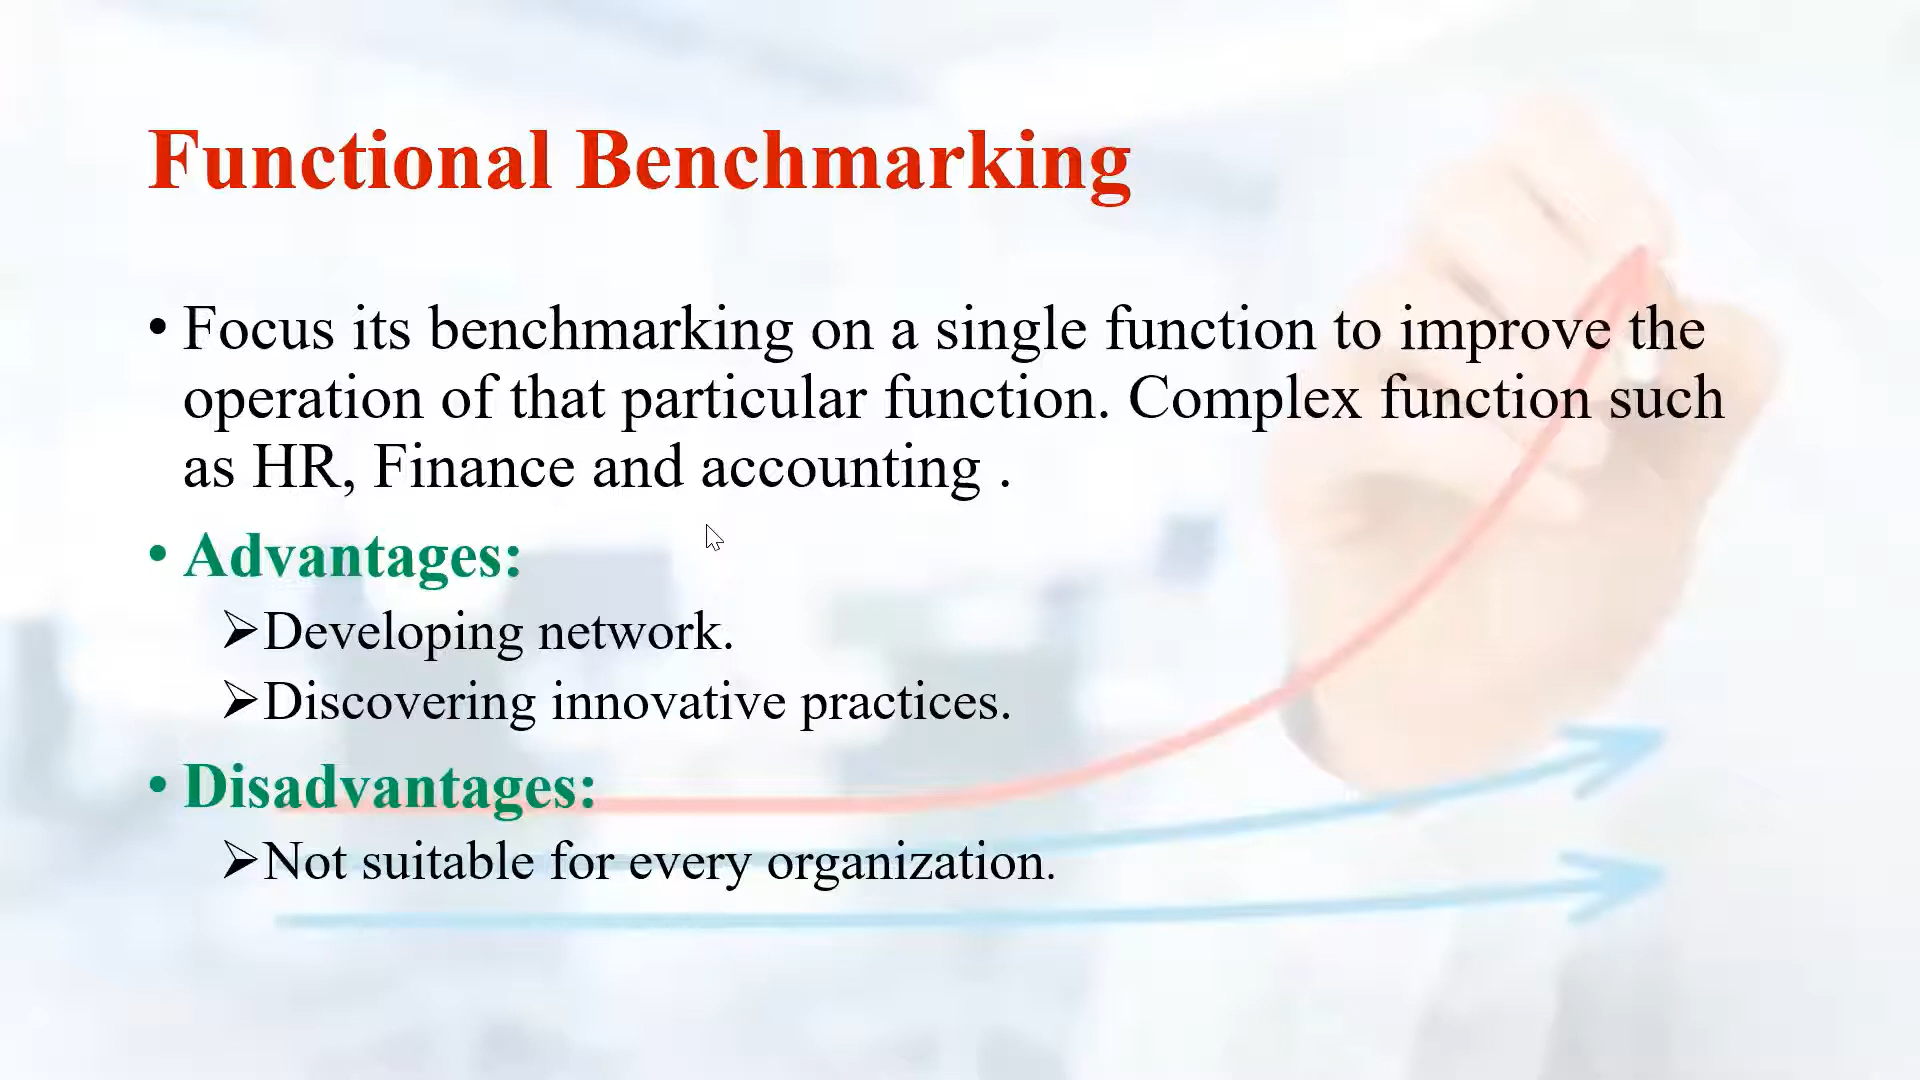 Functional Benchmarking
• Focus its benchmarking on a single function to improve the
operation of that particular function. Complex function such
as HR, Finance and accounting .
• Advantages:
➢Developing network.
➢Discovering innovative practices.
• Disadvantages:
➢Not suitable for every organization.